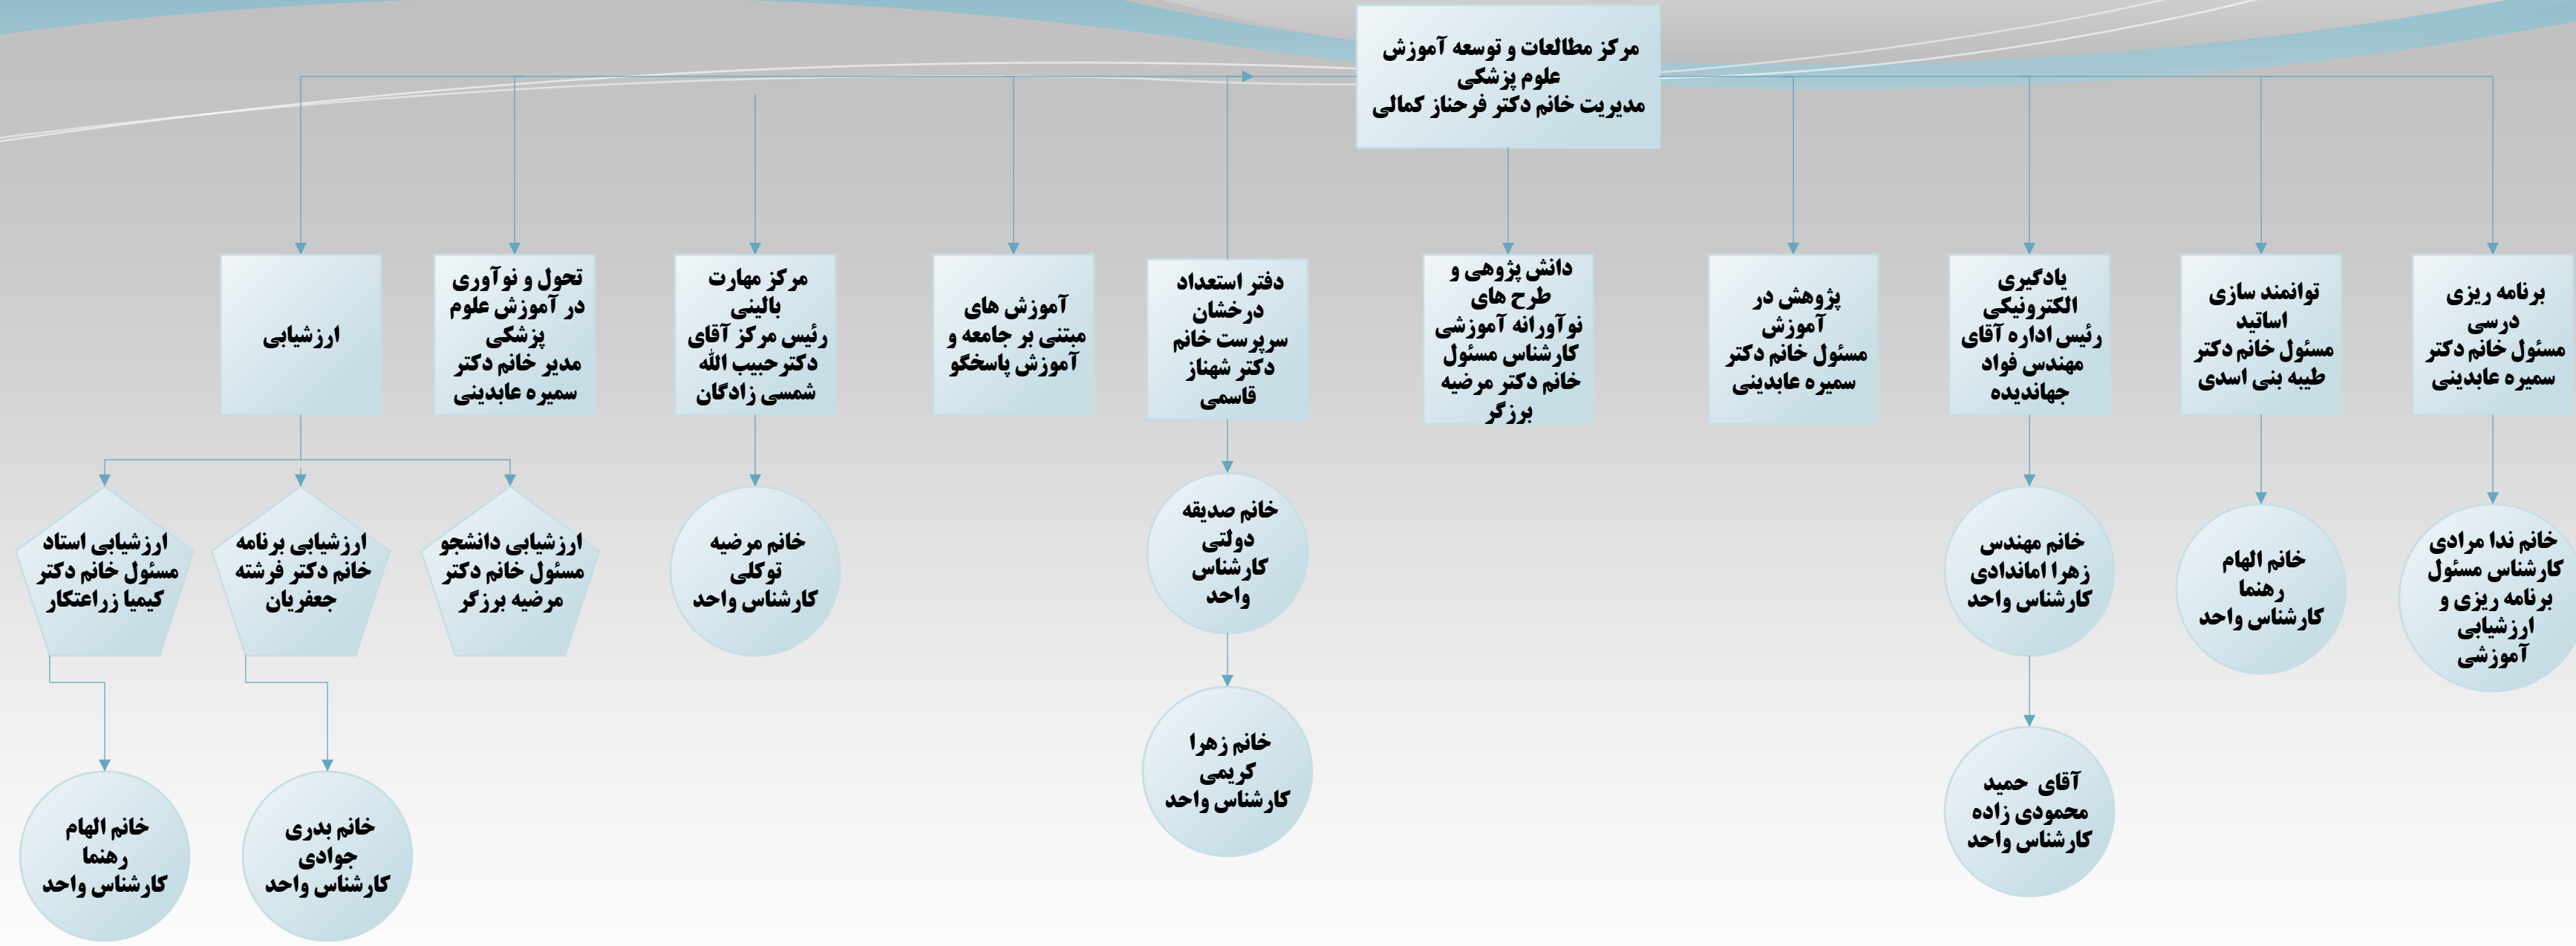 مرکز مطالعات و توسعه آموزش
علوم پزشکی
مدیریت خانم دکتر فرحناز کمالی
برنامه ریزی
درسی
مسئول خانم دکتر
سمیره عابدینی
توانمند سازی
اساتید
مسئول خانم دکتر
طیبه بنی اسدی
یادگیری
الکترونیکی
رئیس اداره آقای
مهندس فواد
جهاندیده
پژوهش در
آموزش
مسئول خانم دکتر
سمیره عابدینی
دانش پژوهی و
طرح های
نوآورانه آموزشی
کارشناس مسئول
خانم دکتر مرضیه
برزگر
دفتر استعداد
درخشان
سرپرست خانم
دکتر شهناز
قاسمی
آموزش های
مبتنی بر جامعه و
آموزش پاسخگو
مرکز مهارت
بالینی
رئیس مرکز آقای
دکترحبیب الله
شمسی زادگان
تحول و نوآوری
در آموزش علوم
پزشکی
مدیر خانم دکتر
سمیره عابدینی
ارزشیابی
خانم ندا مرادی
کارشناس مسئول
برنامه ریزی و
ارزشیابی
آموزشی
خانم الهام
رهنما
کارشناس واحد
خانم مهندس
زهرا اماندادی
کارشناس واحد
خانم صدیقه
دولتی
کارشناس
واحد
خانم مرضیه
توکلی
کارشناس واحد
ارزشیابی دانشجو
مسئول خانم دکتر
مرضیه برزگر
ارزشیابی برنامه
خانم دکتر فرشته
جعفریان
ارزشیابی استاد
مسئول خانم دکتر
کیمیا زراعتکار
آقای حمید
محمودی زاده
کارشناس واحد
خانم زهرا
کریمی
کارشناس واحد
خانم بدری
جوادی
کارشناس واحد
خانم الهام
رهنما
کارشناس واحد